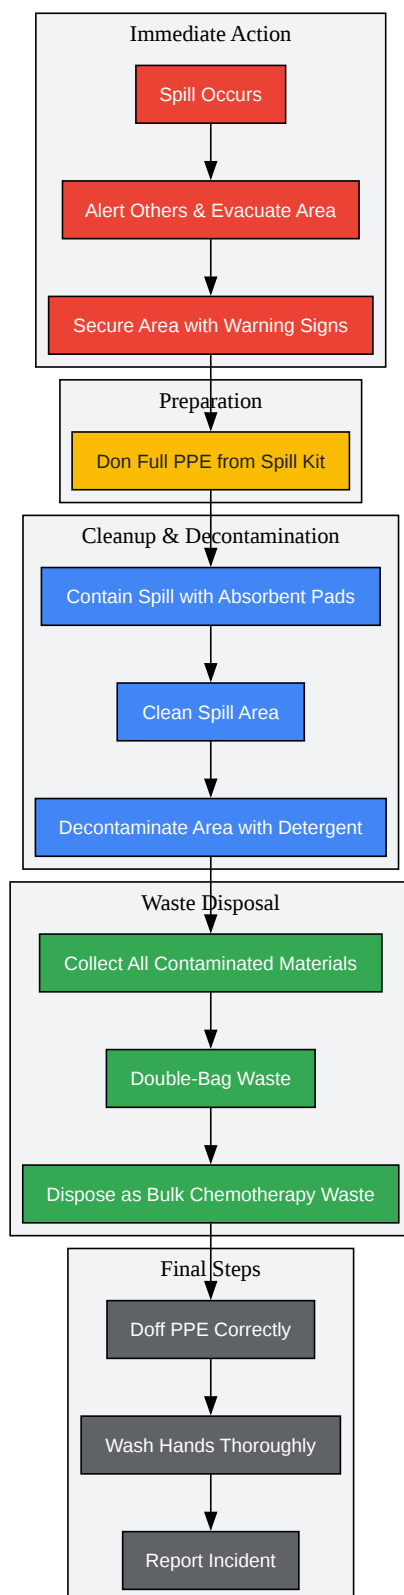 Immediate Action
Spill Occurs
Alert Others & Evacuate Area
Secure Area with Warning Signs
Preparation
Don Full PPE from Spill Kit
Cleanup & Decontamination
Contain Spill with Absorbent Pads
Clean Spill Area
Decontaminate Area with Detergent
Waste Disposal
Collect All Contaminated Materials
Double-Bag Waste
Dispose as Bulk Chemotherapy Waste
Final Steps
Doff PPE Correctly
Wash Hands Thoroughly
Report Incident